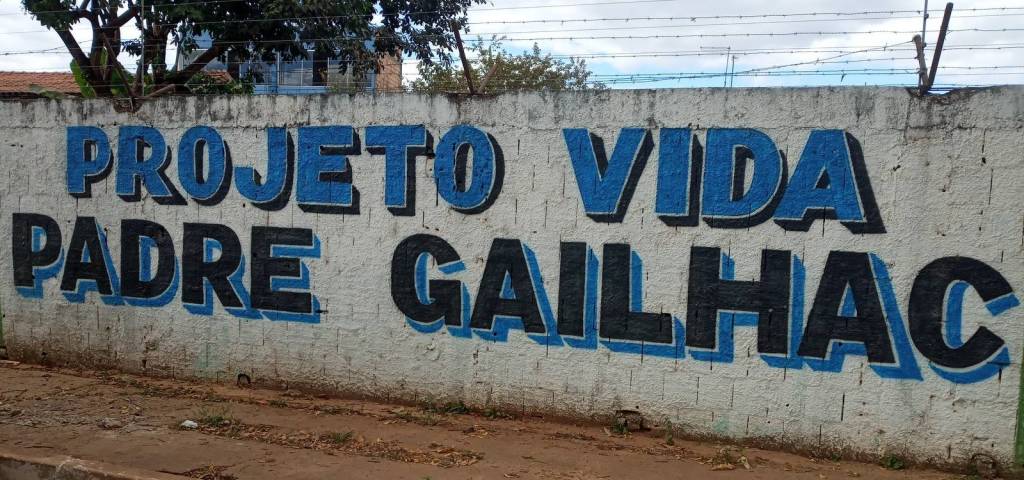 PROJETO VIDA
PADRE GAILHAC